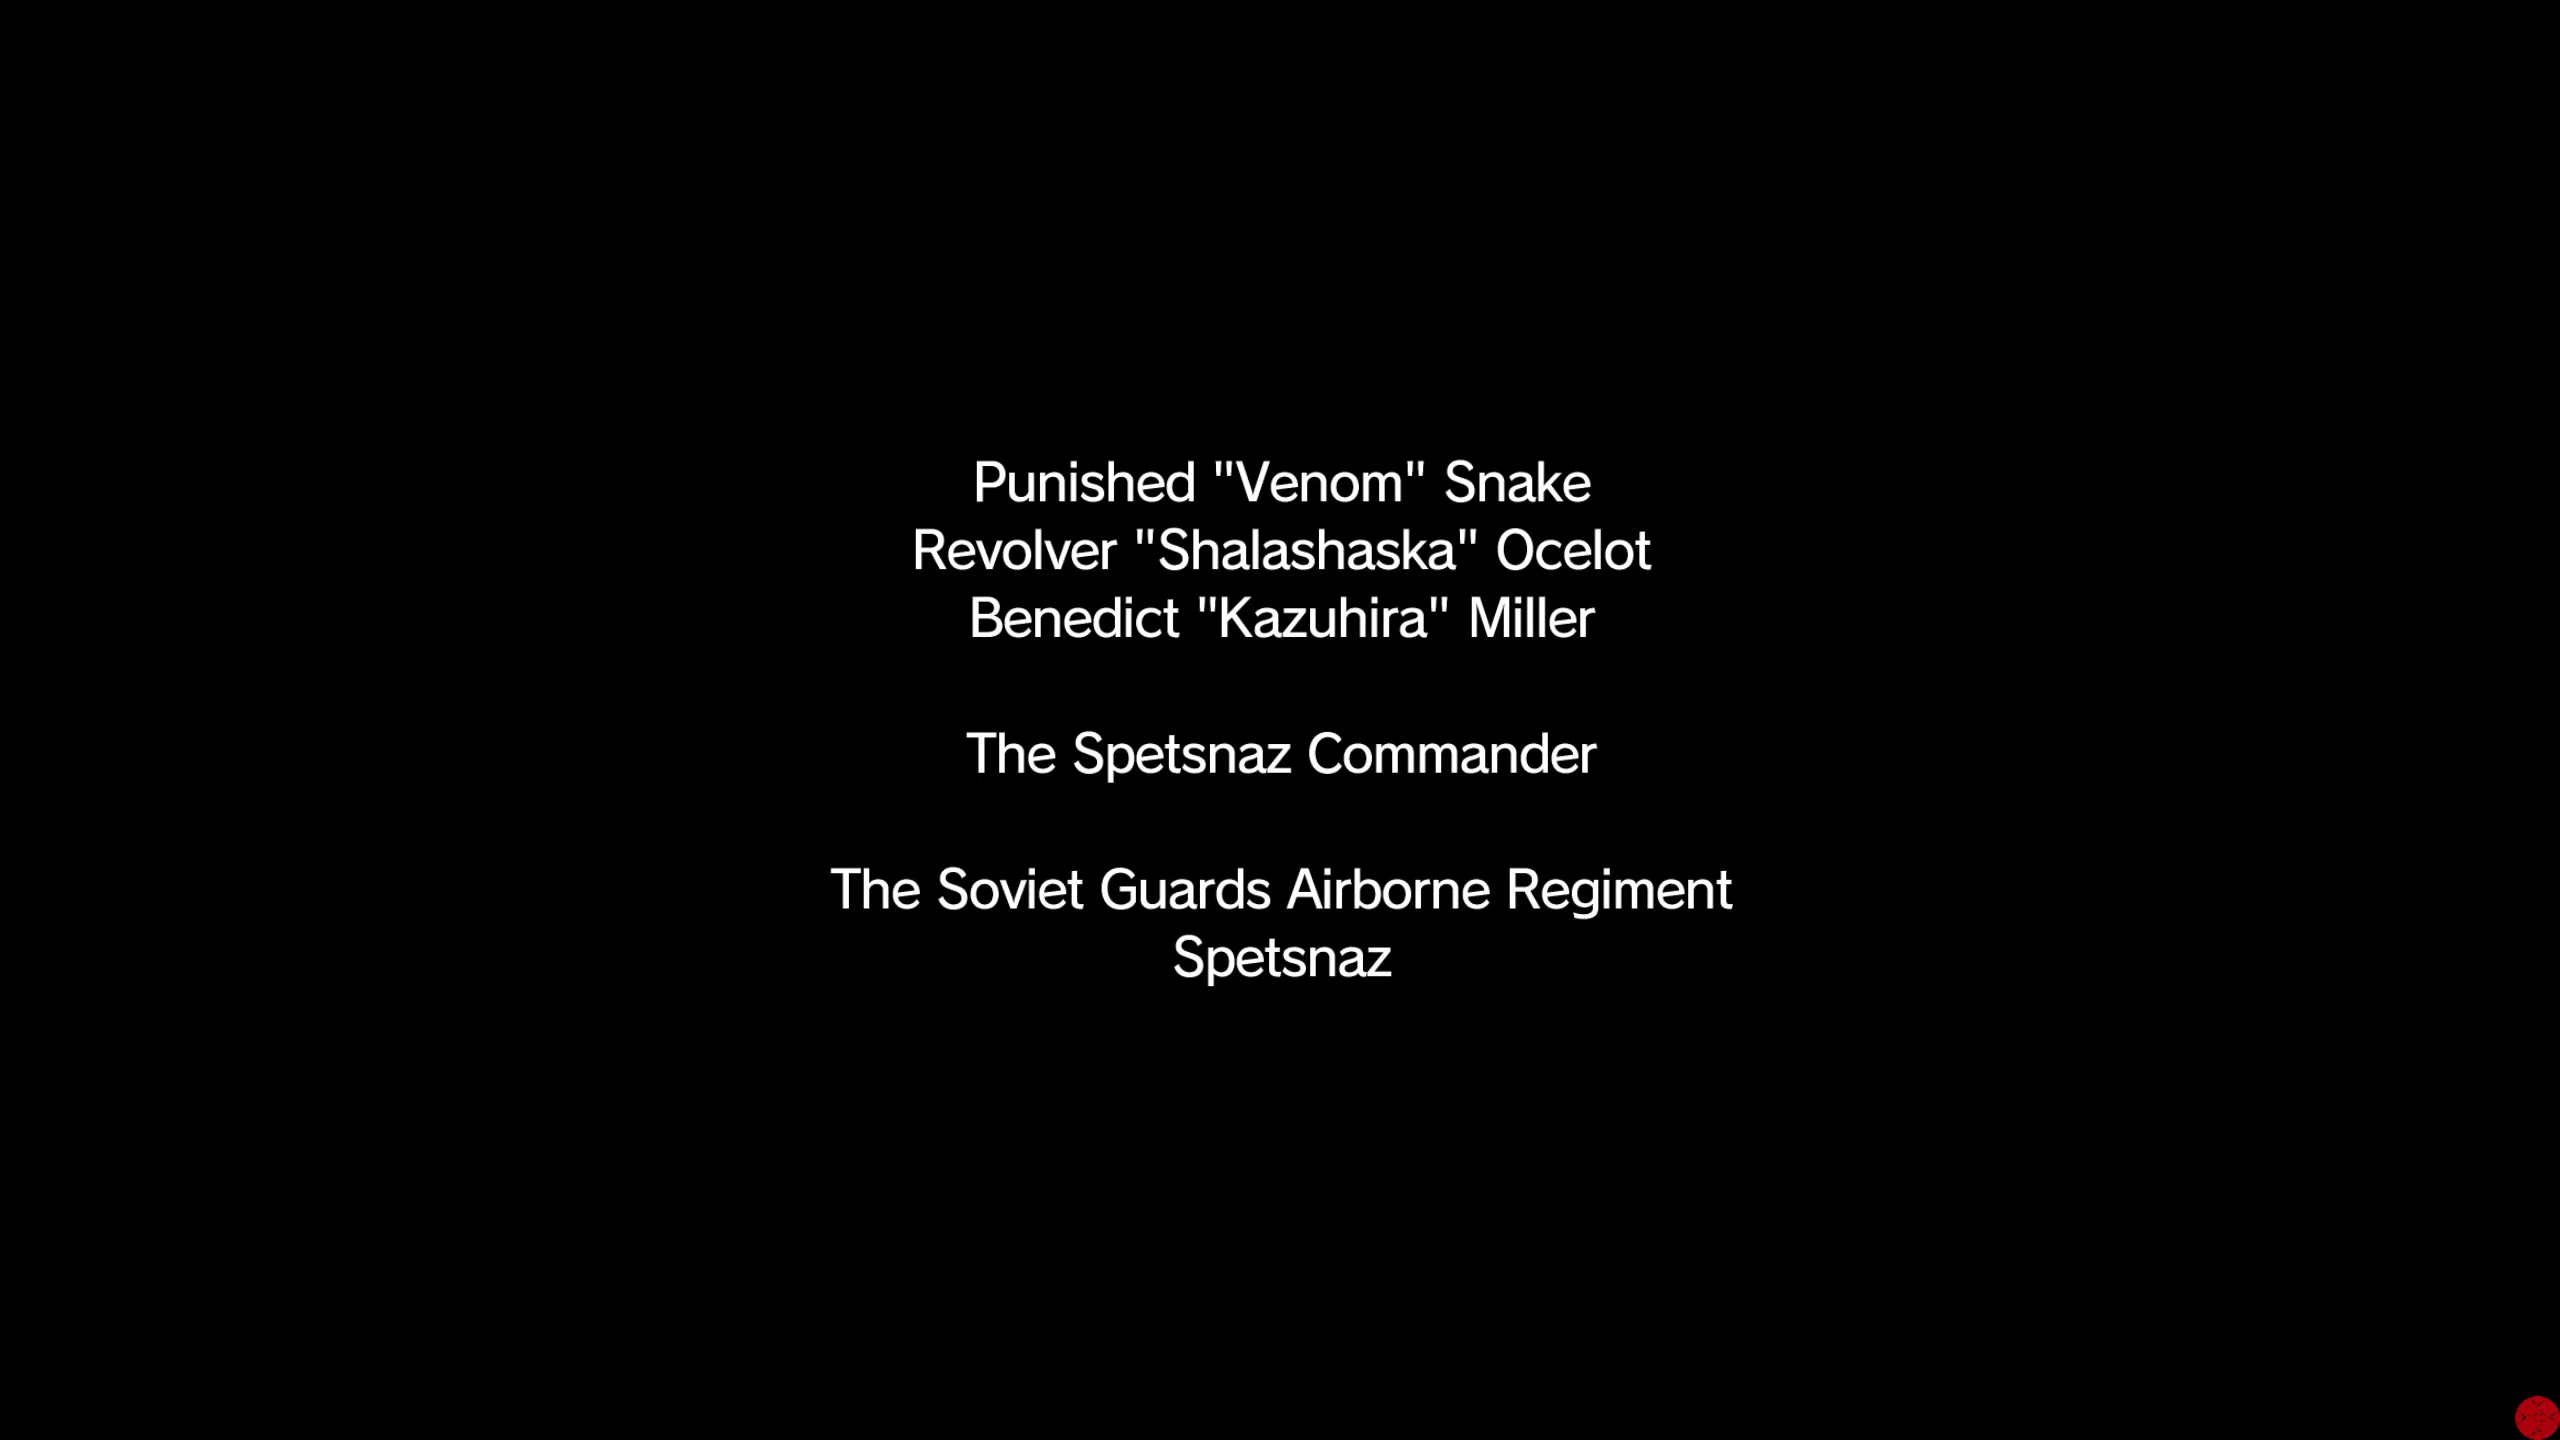 Punished "Venom" Snake
Revolver "Shalashaska" Ocelot
Benedict "Kazuhira" Miller
The Spetsnaz Commander
The Soviet Guards Airborne Regiment
Spetsnaz